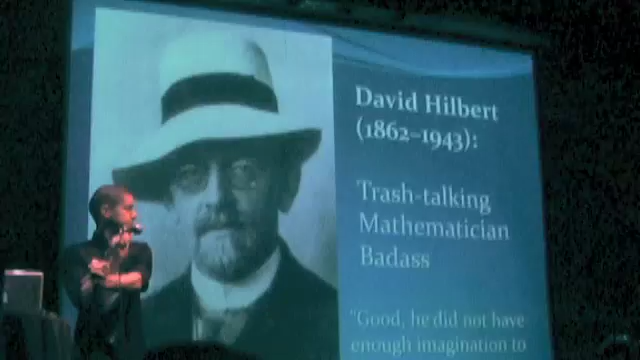 David Hilbert
(1862–1943):
Trash-talking
Mathematician
Badass
"Good, he did not have
enough imagination to